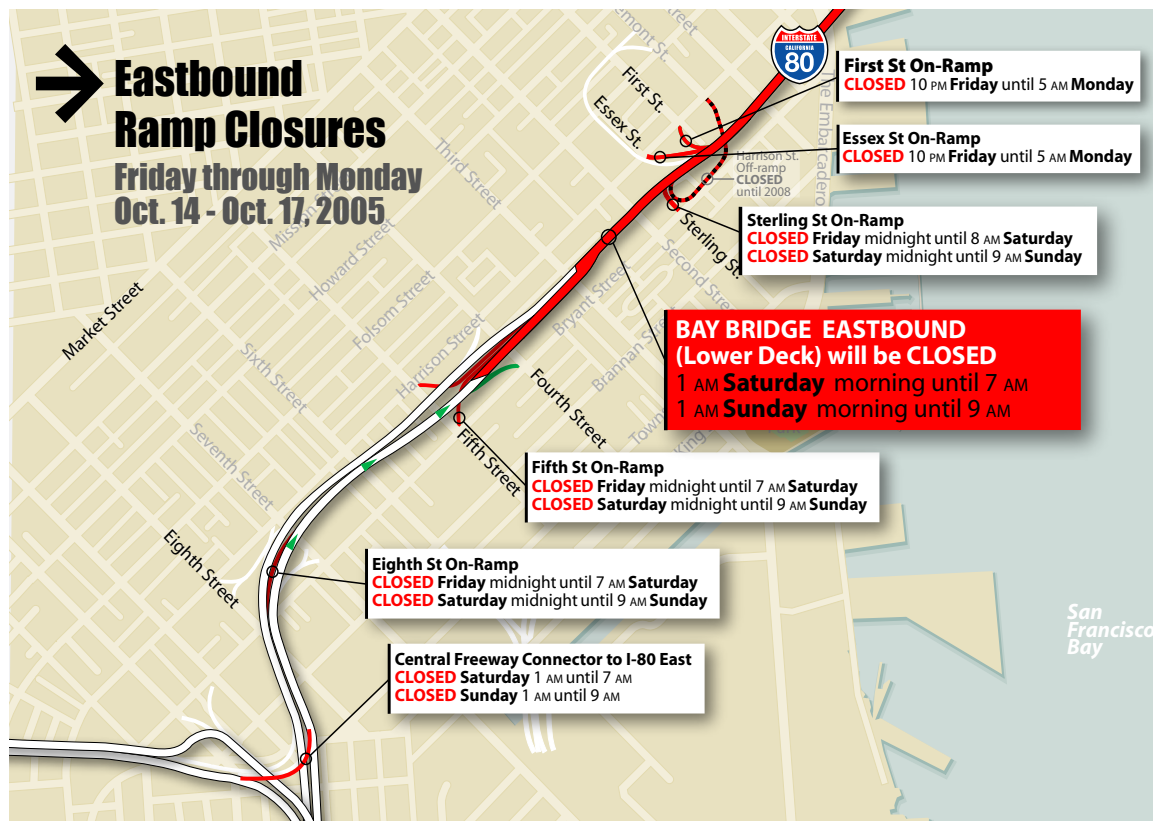 Eastbound
Ramp Closures
Friday through Monday
Oct. 14 - Oct. 17, 2005
INTERSTATE
CALIFORNIA
80
First St On-Ramp
CLOSED 10 PM Friday until 5 AM Monday
Essex St On-Ramp
CLOSED 10 PM Friday until 5 AM Monday
Harrison St.
Off-ramp
CLOSED
until 2008
Sterling St On-Ramp
CLOSED Friday midnight until 8 AM Saturday
CLOSED Saturday midnight until 9 AM Sunday
BAY BRIDGE EASTBOUND
(Lower Deck) will be CLOSED
1 AM Saturday morning until 7 AM
1 AM Sunday morning until 9 AM
Fifth St On-Ramp
CLOSED Friday midnight until 7 AM Saturday
CLOSED Saturday midnight until 9 AM Sunday
Eighth St On-Ramp
CLOSED Friday midnight until 7 AM Saturday
CLOSED Saturday midnight until 9 AM Sunday
Central Freeway Connector to I-80 East
CLOSED Saturday 1 AM until 7 AM
CLOSED Sunday 1 AM until 9 AM
First St.
Essex St.
The Embarcadero
Third Street
Howard Street
Folsom Street
Harrison Street
Market Street
Sixth Street
Seventh Street
Eighth Street
Fifth Street
Fourth Street
Bryant Street
Brannan Street
Second Street
Sterling St.
San
Francisco
Bay